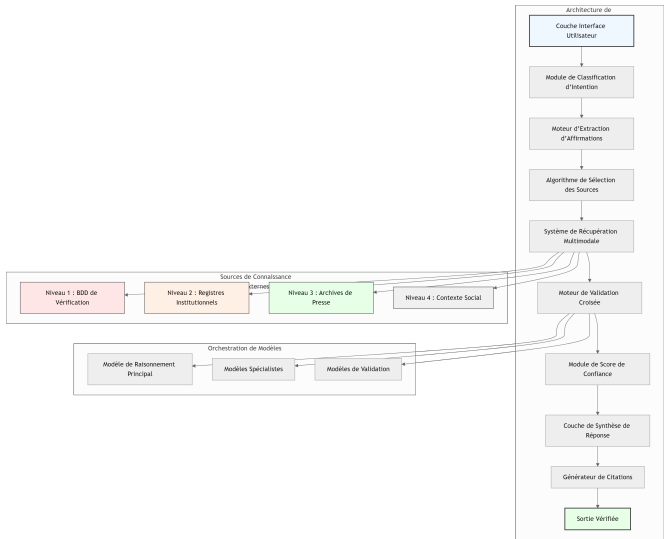 Architecture de
Couche Interface
Utilisateur
Module de Classification
d'Intention
Moteur d'Extraction
d'Affirmations
Algorithme de Sélection
des Sources
Système de Récupération
Multimodale
Sources de Connaissance
externes
Niveau 1 : BDD de
Vérification
Niveau 2 : Registres
Institutionnels
Niveau 3 : Archives de
Presse
Niveau 4 : Contexte Social
Moteur de Validation
Croisée
Orchestration de Modèles
Modèle de Raisonnement
Principal
Modèles Spécialistes
Modèles de Validation
Module de Score de
Confiance
Couche de Synthèse de
Réponse
Générateur de Citations
Sortie Vérifiée